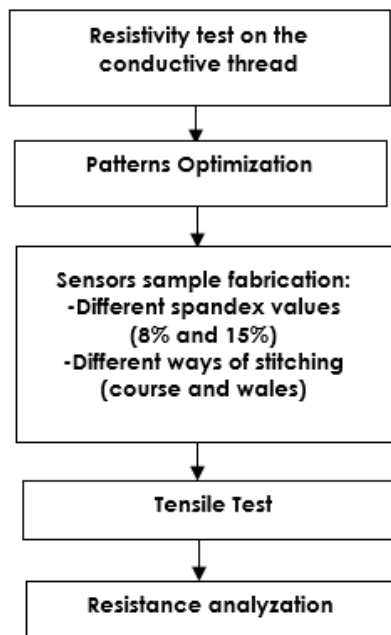 Resistivity test on the
conductive thread
Patterns Optimization
Sensors sample fabrication:
-Different spandex values
(8% and 15%)
-Different ways of stitching
(course and wales)
Tensile Test
Resistance analyzation